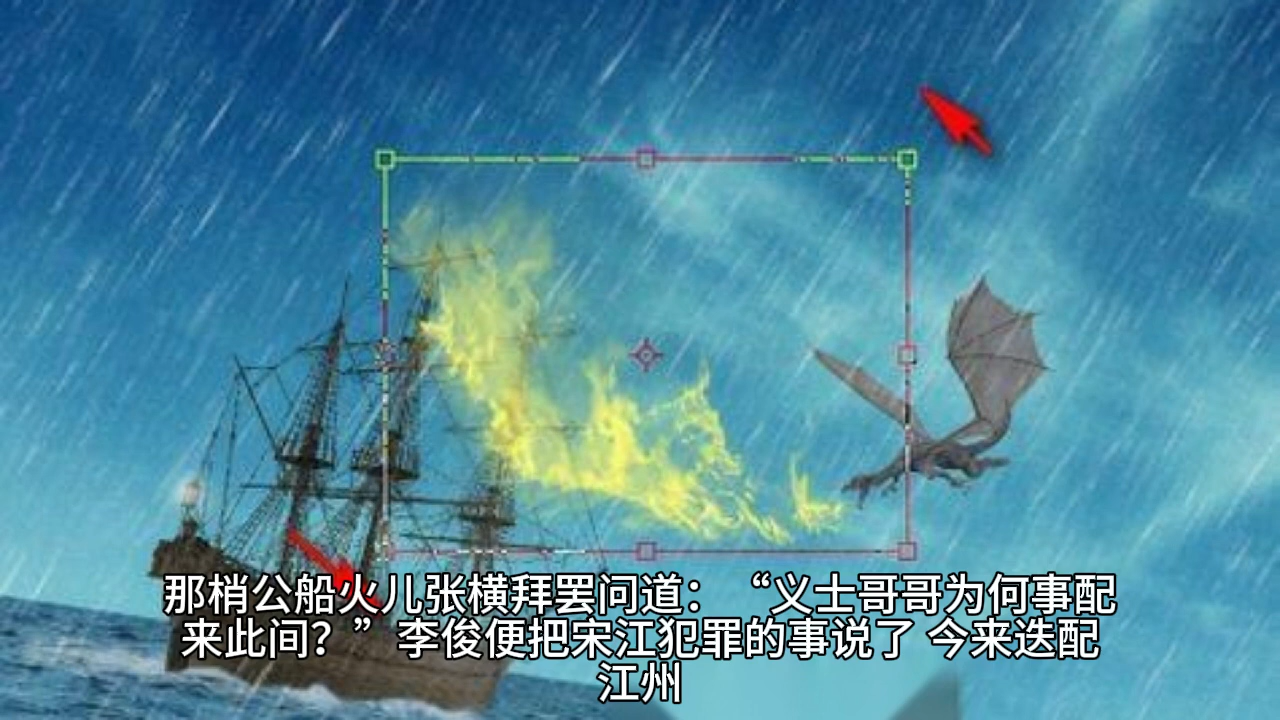 那梢公船火儿张横拜罢问道：“义士哥哥为何事配
来此间？” 李俊便把宋江犯罪的事说了 今来迭配
江州